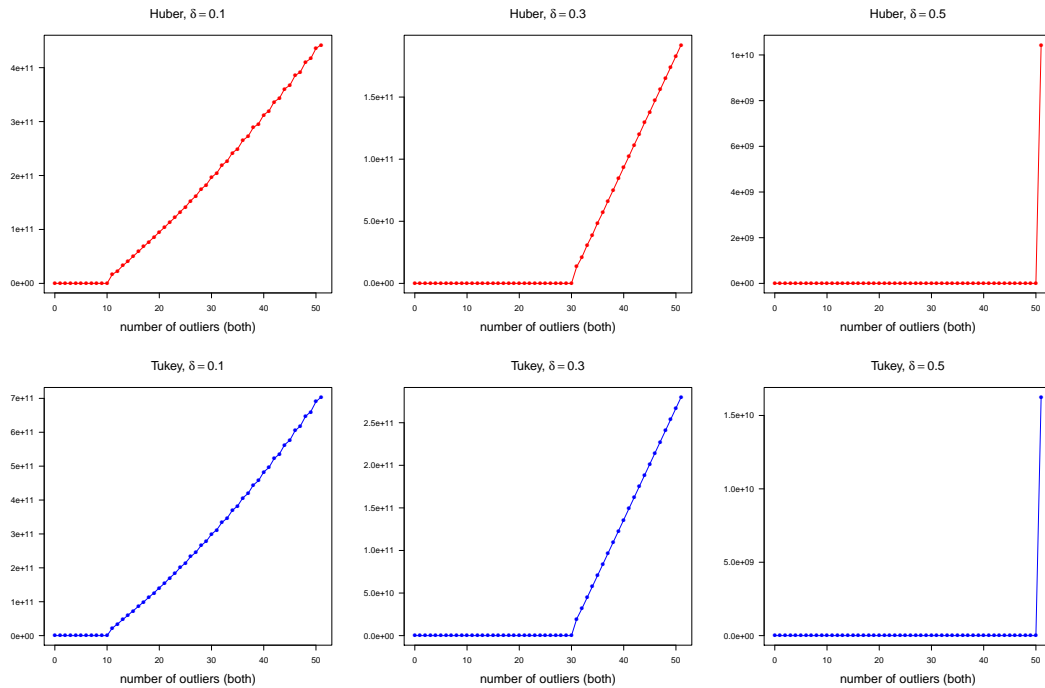 Huber, δ = 0.1
4e+11
3e+11
2e+11
1e+11
0e+00
0 10 20 30 40 50
number of outliers (both)
Huber, δ = 0.3
1.5e+11
1.0e+11
5.0e+10
0.0e+00
0 10 20 30 40 50
number of outliers (both)
Huber, δ = 0.5
1e+10
8e+09
6e+09
4e+09
2e+09
0e+00
0 10 20 30 40 50
number of outliers (both)
Tukey, δ = 0.1
7e+11
6e+11
5e+11
4e+11
3e+11
2e+11
1e+11
0e+00
0 10 20 30 40 50
number of outliers (both)
Tukey, δ = 0.3
2.5e+11
2.0e+11
1.5e+11
1.0e+11
5.0e+10
0.0e+00
0 10 20 30 40 50
number of outliers (both)
Tukey, δ = 0.5
1.5e+10
1.0e+10
5.0e+09
0.0e+00
0 10 20 30 40 50
number of outliers (both)